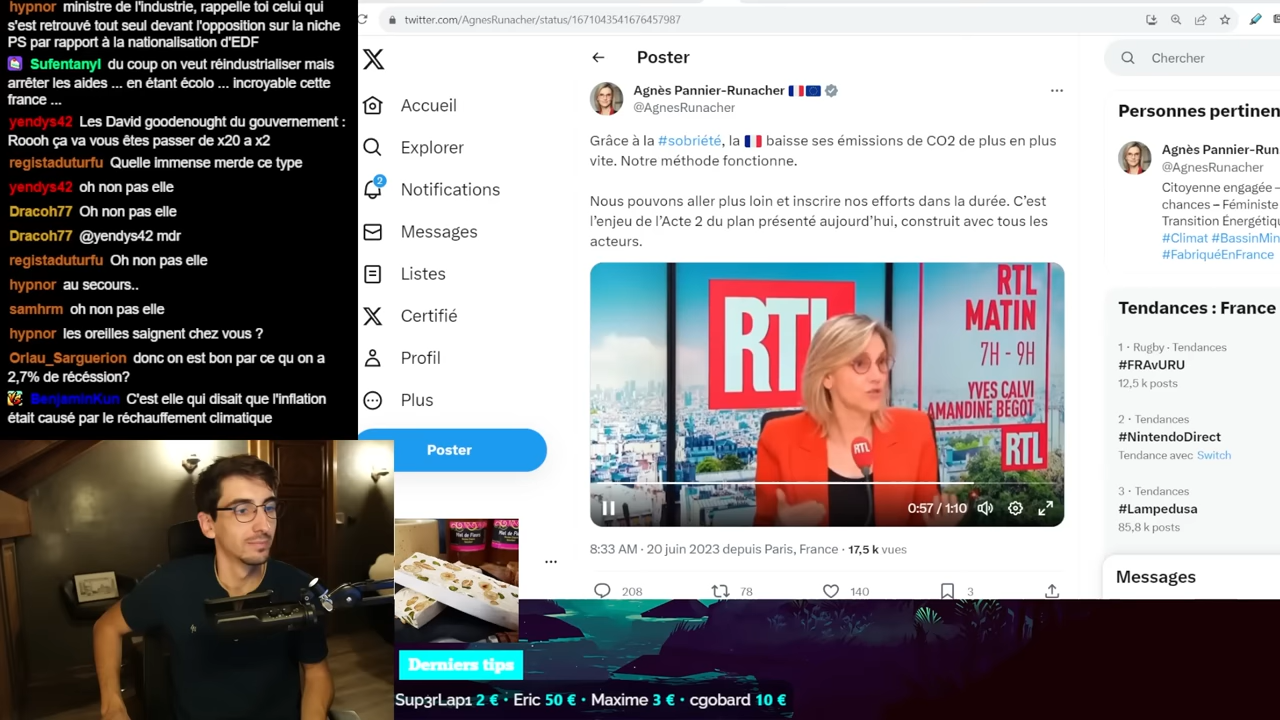 hypnor ministre de l'industrie, rappelle toi celui qui
s'est retrouvé tout seul devant l'opposition sur la niche
PS par rapport à la nationalisation d'EDF
Sufentanyl du coup on veut réindustrialiser mais
arrêter les aides ... en étant écolo ... incroyable cette
france ...
yendys42 Les David goodenought du gouvernement :
Roooh ça va vous êtes passer de x20 a x2
registaduturfu Quelle immense merde ce type
yendys42 oh non pas elle
Dracoh77 Oh non pas elle
Dracoh77 @yendys42 mdr
registaduturfu Oh non pas elle
hypnor au secours..
samhrm oh non pas elle
hypnor les oreilles saignent chez vous ?
Orlau_Sarguerion donc on est bon par ce qu on a
2,7% de récéssion?
BenjaminKun C'est elle qui disait que l'inflation
était causé par le réchauffement climatique
twitter.com/AgnesRunacher/status/1671043541676457987
Accueil
Explorer
2
Notifications
Messages
Listes
Certifié
Profil
Plus
Poster
Poster
Agnès Pannier-Runacher
@AgnesRunacher
Grâce à la #sobriété, la baisse ses émissions de CO2 de plus en plus
vite. Notre méthode fonctionne.
Nous pouvons aller plus loin et inscrire nos efforts dans la durée. C'est
l'enjeu de l'Acte 2 du plan présenté aujourd'hui, construit avec tous les
acteurs.
RTL
RTL
MATIN
7H - 9H
YVES CALVI
AMANDINE BÉGOT
RTL
RTL
0:57 / 1:10
8:33 AM · 20 juin 2023 depuis Paris, France · 17,5 k vues
208
78
140
3
Chercher
Personnes pertinen
Agnès Pannier-Run
@AgnesRunacher
Citoyenne engagée –
chances – Féministe
Transition Énergétiq
#Climat #BassinMin
#FabriquéEnFrance
Tendances : France
1 · Rugby · Tendances
#FRAvURU
12,5 k posts
2 · Tendances
#NintendoDirect
Tendance avec Switch
3 · Tendances
#Lampedusa
85,8 k posts
Messages
Derniers tips
Sup3rLap1 2 € · Eric 50 € · Maxime 3 € · cgobard 10 €